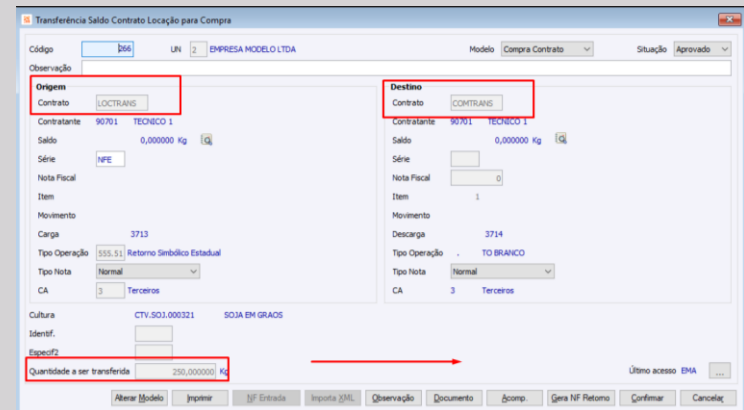 Transferência Saldo Contrato Locação para Compra
Código 266 UN 2 EMPRESA MODELO LTDA Modelo Compra Contrato Situação Aprovado
Observação
Origem Destino
Contrato LOCTRANS Contrato COMTRANS
Contratante 90701 TECNICO 1 Contratante 90701 TECNICO 1
Saldo 0,000000 Kg Saldo 0,000000 Kg
Série NFE Série
Nota Fiscal Nota Fiscal 0
Item Item 1
Movimento Movimento
Carga 3713 Descarga 3714
Tipo Operação 555.51 Retorno Simbólico Estadual Tipo Operação . TO BRANCO
Tipo Nota Normal Tipo Nota Normal
CA 3 Terceiros CA 3 Terceiros
Cultura CTV.SOJ.000321 SOJA EM GRAOS
Identif.
Especif2
Quantidade a ser transferida 250,000000 Kg Último acesso EMA ...
Alterar Modelo Imprimir NF Entrada Importa XML Observação Documento Acomp. Gera NF Retorno Confirmar Cancelar